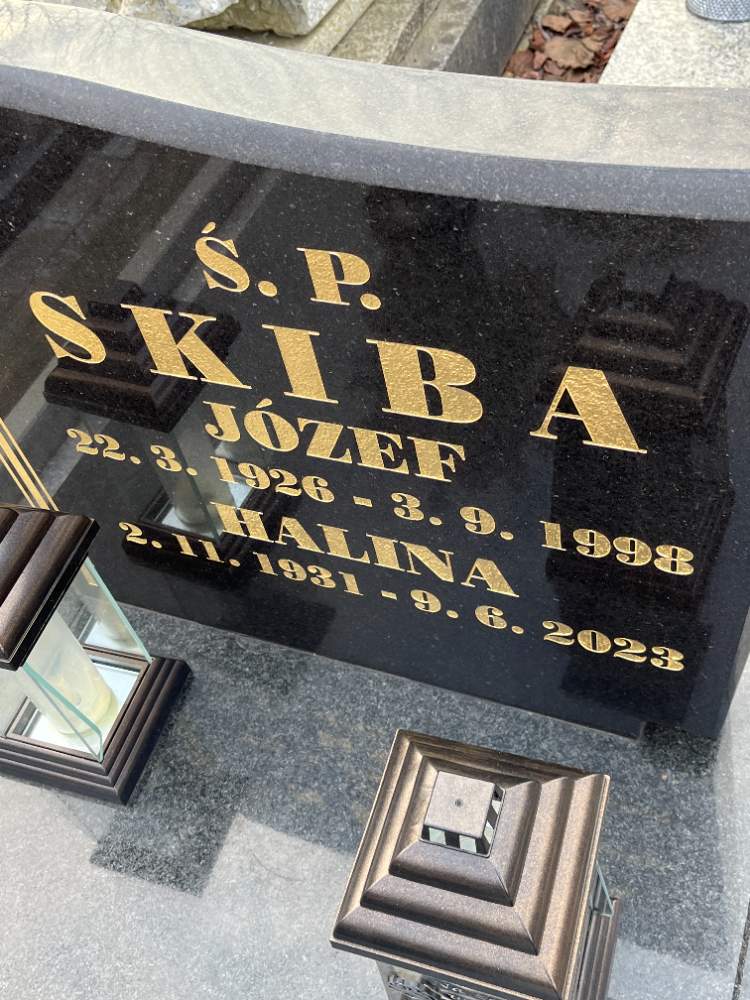 Ś. P.
SKIBA
JÓZEF
22. 3. 1926 - 3. 9. 1998
HALINA
2. 11. 1931 - 9. 6. 2023